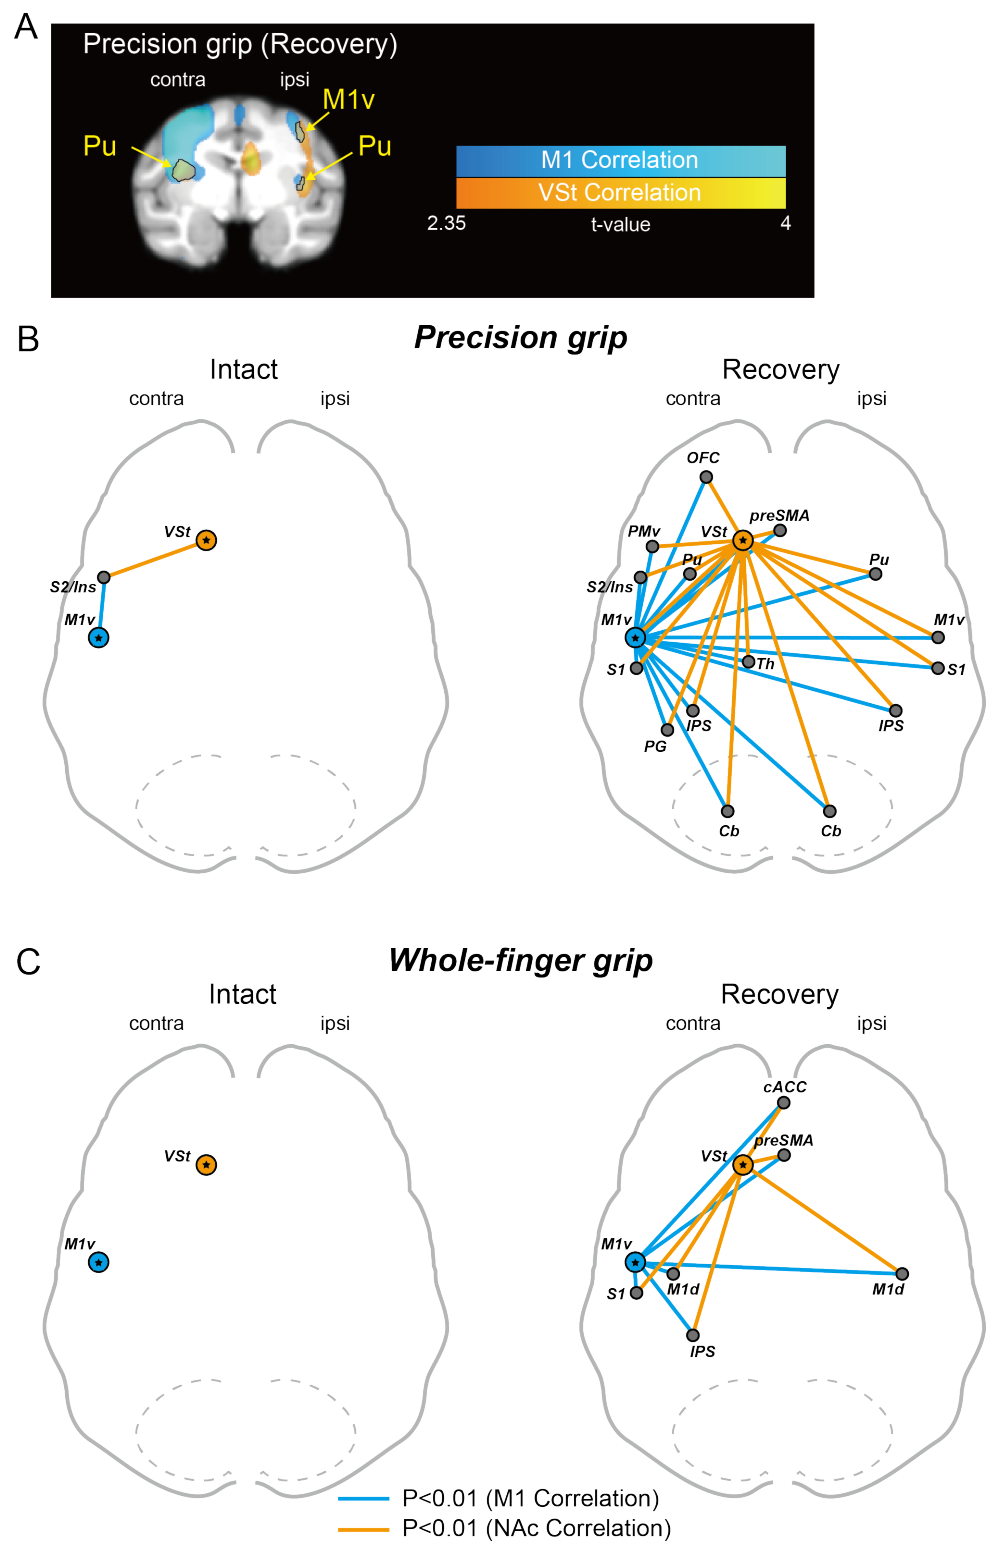 A
Precision grip (Recovery)
contra ipsi
M1v
Pu Pu
M1 Correlation
VSt Correlation
2.35 t-value 4
B
Precision grip
Intact Recovery
contra ipsi contra ipsi
OFC
preSMA
VSt PMv VSt
Pu Pu
S2/Ins S2/Ins
M1v M1v M1v
S1 Th S1
IPS IPS
PG
Cb Cb
C
Whole-finger grip
Intact Recovery
contra ipsi contra ipsi
cACC
preSMA
VSt VSt
M1v M1v
S1 M1d M1d
IPS
P<0.01 (M1 Correlation)
P<0.01 (NAc Correlation)